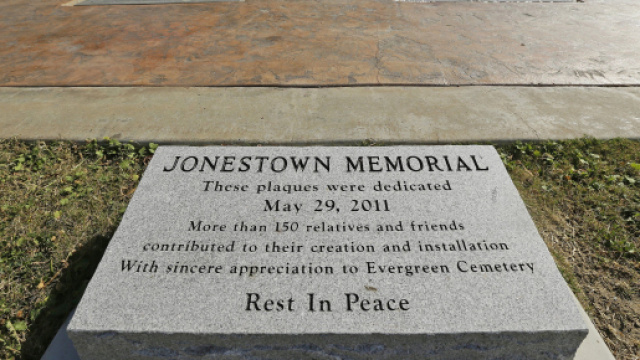 JONESTOWN MEMORIAL
These plaques were dedicated
May 29, 2011
More than 150 relatives and friends
contributed to their creation and installation
With sincere appreciation to Evergreen Cemetery
Rest In Peace